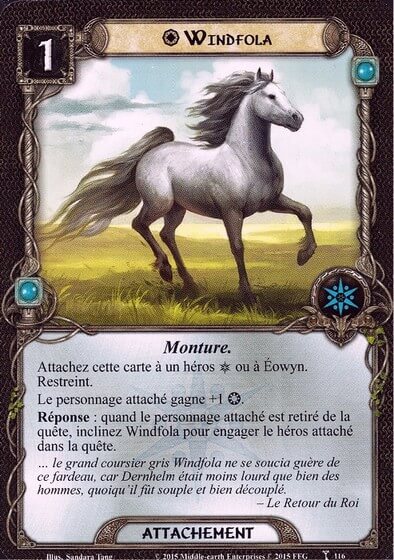 1
Windfola
Monture.
Attachez cette carte à un héros ou à Éowyn.
Restreint.
Le personnage attaché gagne +1 .
Réponse : quand le personnage attaché est retiré de la
quête, inclinez Windfola pour engager le héros attaché
dans la quête.
... le grand coursier gris Windfola ne se soucia guère de
ce fardeau, car Dernhelm était moins lourd que bien des
hommes, quoiqu'il fût souple et bien découplé.
– Le Retour du Roi
ATTACHEMENT
Illus. Sandara Tang © 2015 Middle-earth Enterprises © 2015 FFG 116